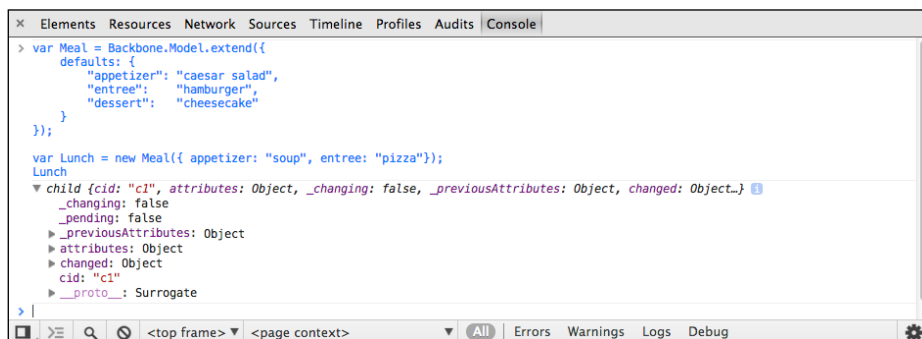 × Elements Resources Network Sources Timeline Profiles Audits Console
> var Meal = Backbone.Model.extend({
defaults: {
"appetizer": "caesar salad",
"entree": "hamburger",
"dessert": "cheesecake"
}
});
var Lunch = new Meal({ appetizer: "soup", entree: "pizza"});
Lunch
▼ child {cid: "c1", attributes: Object, _changing: false, _previousAttributes: Object, changed: Object…} i
_changing: false
_pending: false
▶ _previousAttributes: Object
▶ attributes: Object
▶ changed: Object
cid: "c1"
▶ __proto__: Surrogate
>
<top frame> ▼ <page context> ▼ All Errors Warnings Logs Debug